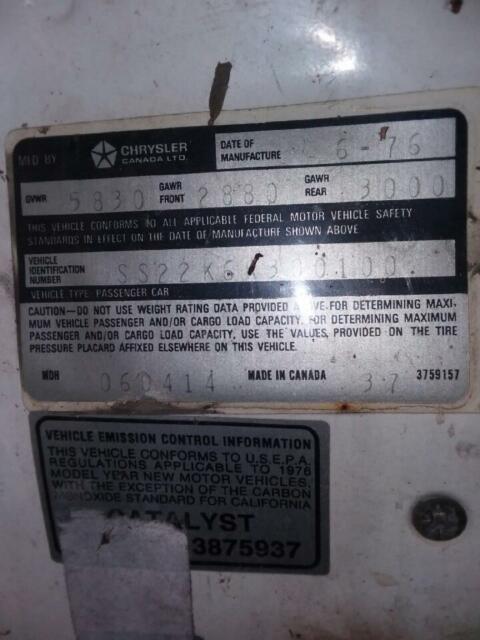 MFD BY CHRYSLER CANADA LTD. DATE OF MANUFACTURE 6-76
GVWR 5830 GAWR FRONT 2880 GAWR REAR 3000
THIS VEHICLE CONFORMS TO ALL APPLICABLE FEDERAL MOTOR VEHICLE SAFETY
STANDARDS IN EFFECT ON THE DATE OF MANUFACTURE SHOWN ABOVE
VEHICLE IDENTIFICATION NUMBER
VEHICLE TYPE PASSENGER CAR
CAUTION—DO NOT USE WEIGHT RATING DATA PROVIDED ABOVE FOR DETERMINING MAXI-
MUM VEHICLE PASSENGER AND/OR CARGO LOAD CAPACITY. FOR DETERMINING MAXIMUM
PASSENGER AND/OR CARGO LOAD CAPACITY, USE THE VALUES, PROVIDED ON THE TIRE
PRESSURE PLACARD AFFIXED ELSEWHERE ON THIS VEHICLE.
MDH 060414 MADE IN CANADA 37 3759157
VEHICLE EMISSION CONTROL INFORMATION
THIS VEHICLE CONFORMS TO U.S.E.P.A.
REGULATIONS APPLICABLE TO 1976
MODEL YEAR NEW MOTOR VEHICLES,
WITH THE EXCEPTION OF THE CARBON
MONOXIDE STANDARD FOR CALIFORNIA
CATALYST
3875937